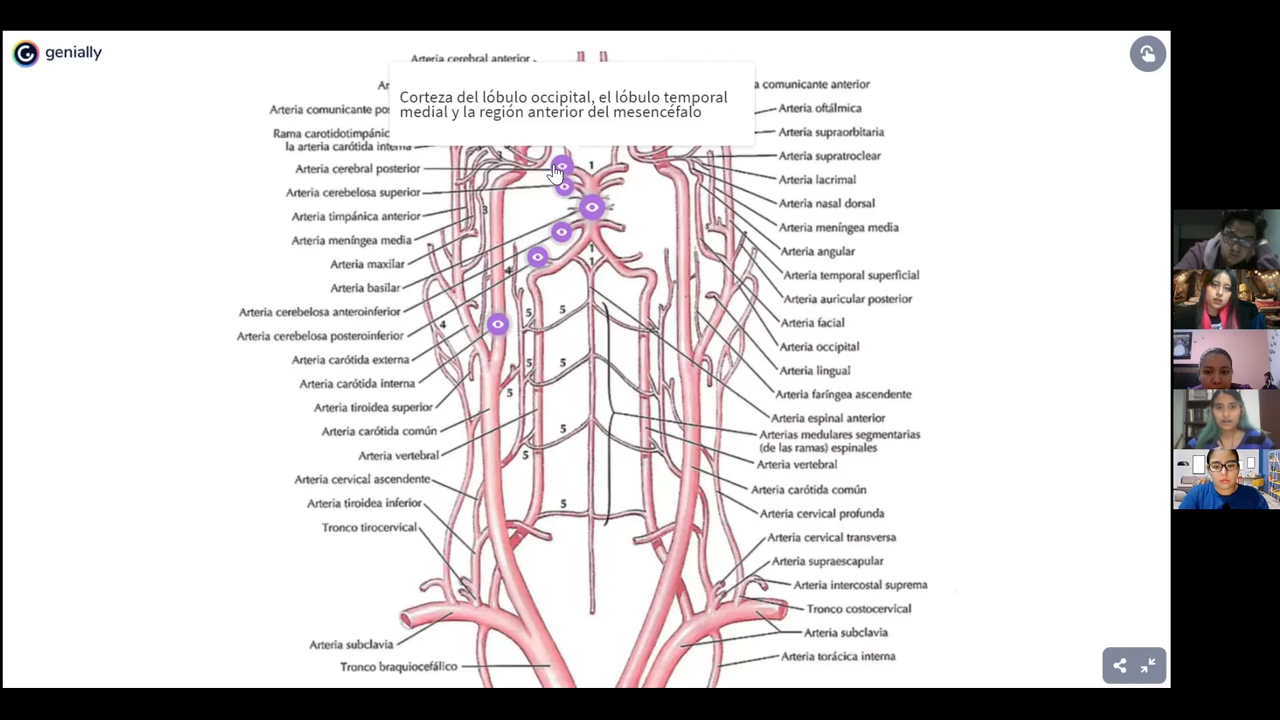 genially
Arteria cerebral anterior
Corteza del lóbulo occipital, el lóbulo temporal
medial y la región anterior del mesencéfalo
Arteria comunicante
Rama carotidotimpánic
la arteria carótida interna
Arteria cerebral posterior
Arteria cerebelosa superior
Arteria timpánica anterior
Arteria meníngea media
Arteria maxilar
Arteria basilar
Arteria cerebelosa anteroinferior
Arteria cerebelosa posteroinferior
Arteria carótida externa
Arteria carótida interna
Arteria tiroidea superior
Arteria carótida común
Arteria vertebral
Arteria cervical ascendente
Arteria tiroidea inferior
Tronco tirocervical
Arteria subclavia
Tronco braquiocefálico
3
1
3
1
1
4
4
5
5
5
5
5
5
5
5
a comunicante anterior
Arteria oftálmica
Arteria supraorbitaria
Arteria supratroclear
Arteria lacrimal
Arteria nasal dorsal
Arteria meníngea media
Arteria angular
Arteria temporal superficial
Arteria auricular posterior
Arteria facial
Arteria occipital
Arteria lingual
Arteria faríngea ascendente
Arteria espinal anterior
Arterias medulares segmentarias
(de las ramas) espinales
Arteria vertebral
Arteria carótida común
Arteria cervical profunda
Arteria cervical transversa
Arteria supraescapular
Arteria intercostal suprema
Tronco costocervical
Arteria subclavia
Arteria torácica interna